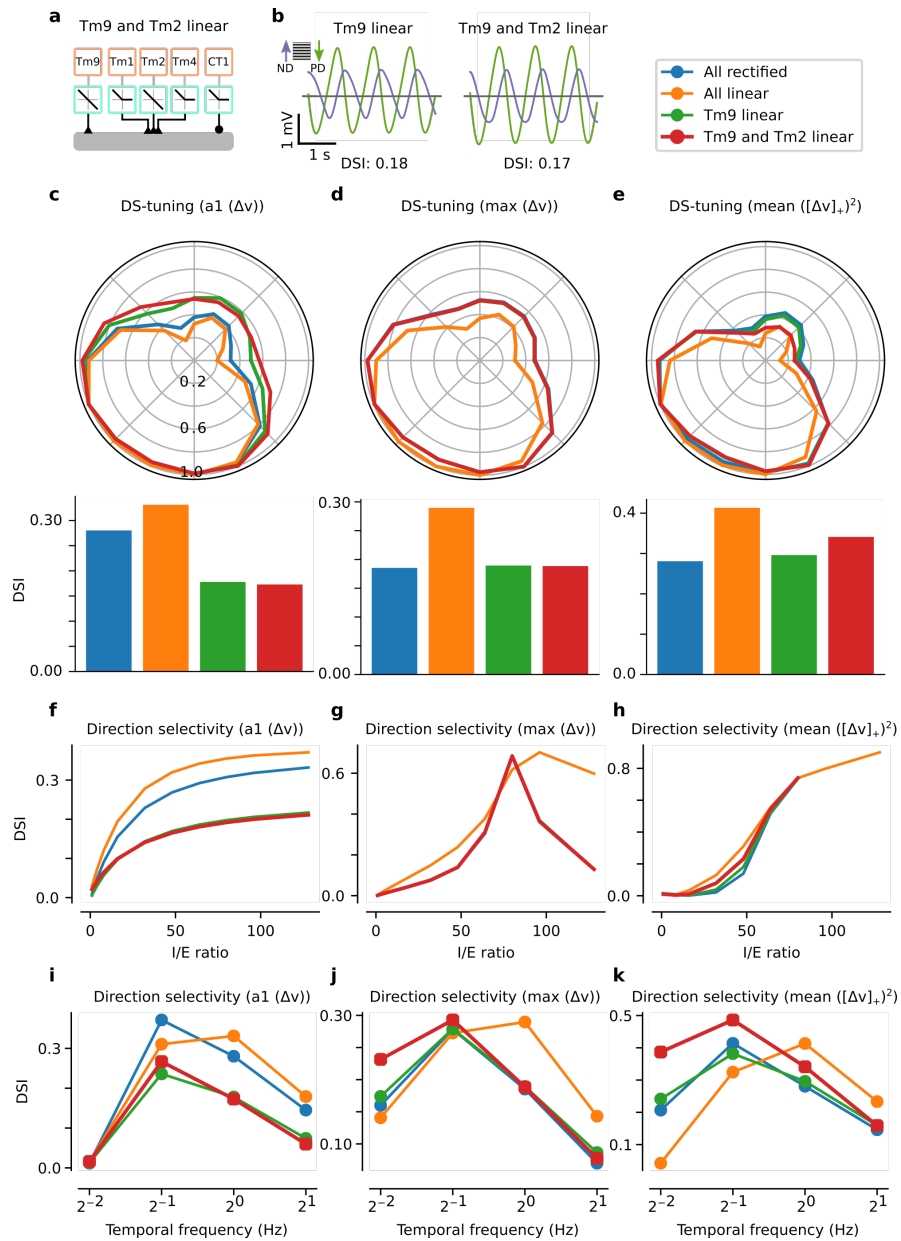 a
Tm9 and Tm2 linear
Tm9 Tm1 Tm2 Tm4 CT1
b
Tm9 linear
Tm9 and Tm2 linear
ND PD
1 mV
1 s
DSI: 0.18
DSI: 0.17
All rectified
All linear
Tm9 linear
Tm9 and Tm2 linear
c
DS-tuning (a1 (Δv))
0.2
0.6
1.0
d
DS-tuning (max (Δv))
e
DS-tuning (mean ([Δv]₊)²)
DSI
0.30
0.00
0.30
0.00
0.4
0.0
f
Direction selectivity (a1 (Δv))
DSI
0.3
0.0
0 50 100
I/E ratio
g
Direction selectivity (max (Δv))
0.6
0.0
0 50 100
I/E ratio
h
Direction selectivity (mean ([Δv]₊)²)
0.8
0.0
0 50 100
I/E ratio
i
Direction selectivity (a1 (Δv))
DSI
0.3
0.0
2⁻² 2⁻¹ 2⁰ 2¹
Temporal frequency (Hz)
j
Direction selectivity (max (Δv))
0.30
0.10
2⁻² 2⁻¹ 2⁰ 2¹
Temporal frequency (Hz)
k
Direction selectivity (mean ([Δv]₊)²)
0.5
0.1
2⁻² 2⁻¹ 2⁰ 2¹
Temporal frequency (Hz)